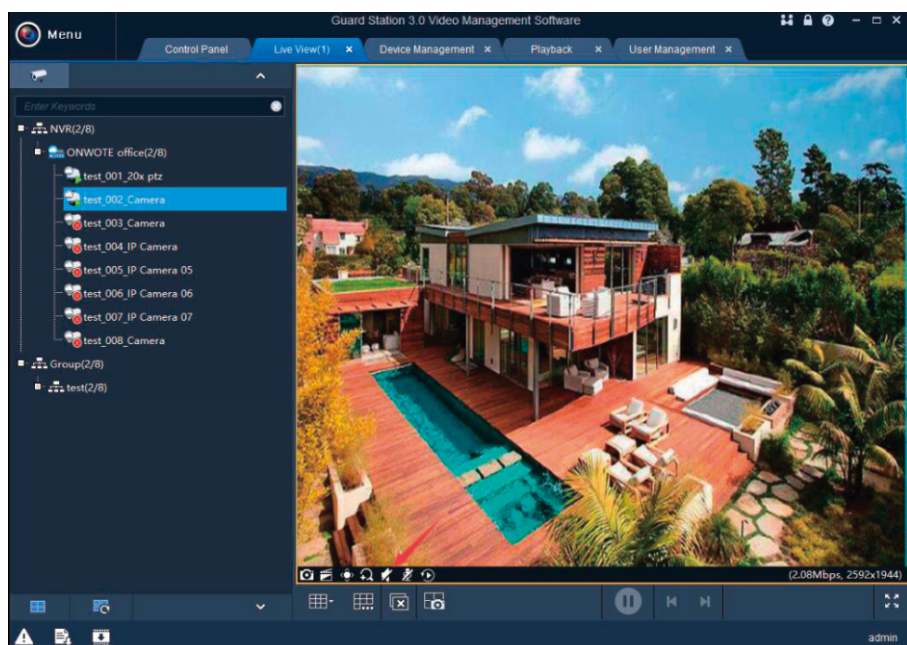 Guard Station 3.0 Video Management Software
Menu
Control Panel
Live View(1) ×
Device Management ×
Playback ×
User Management ×
Enter Keywords
NVR(2/8)
ONWOTE office(2/8)
test_001_20x ptz
test_002_Camera
test_003_Camera
test_004_IP Camera
test_005_IP Camera 05
test_006_IP Camera 06
test_007_IP Camera 07
test_008_Camera
Group(2/8)
test(2/8)
(2.08Mbps, 2592x1944)
admin